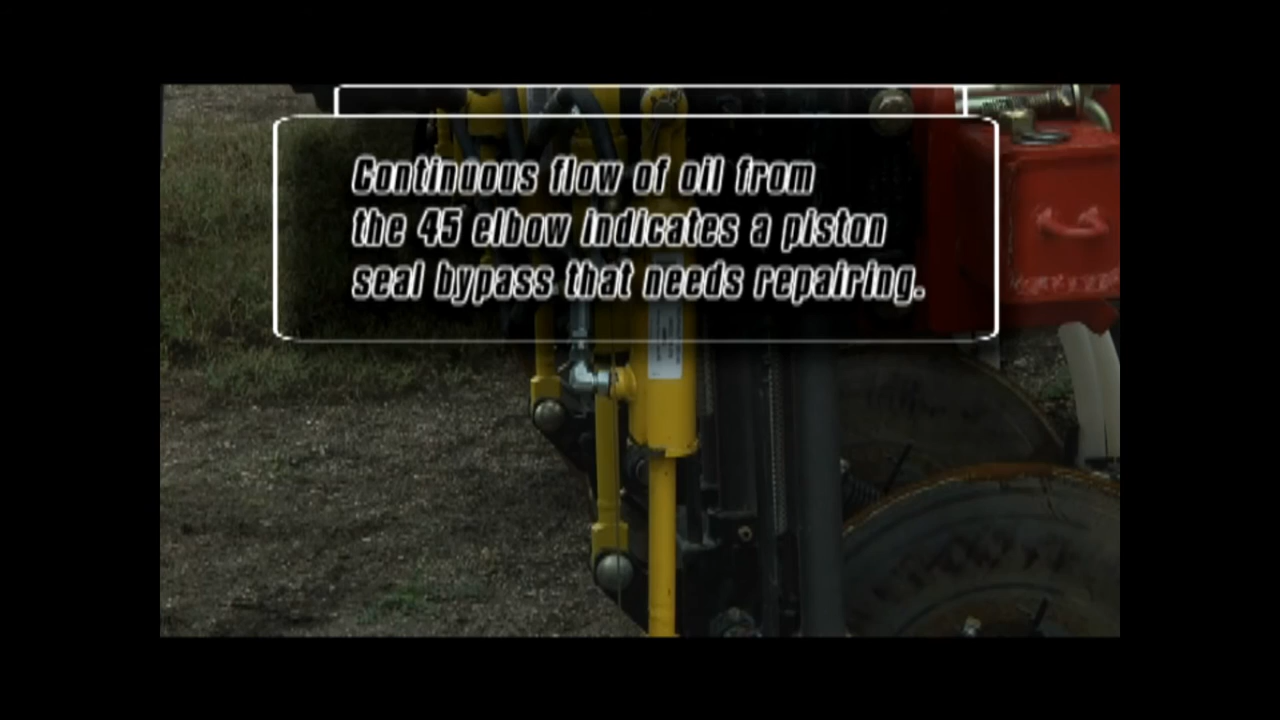 Continuous flow of oil from
the 45 elbow indicates a piston
seal bypass that needs repairing.